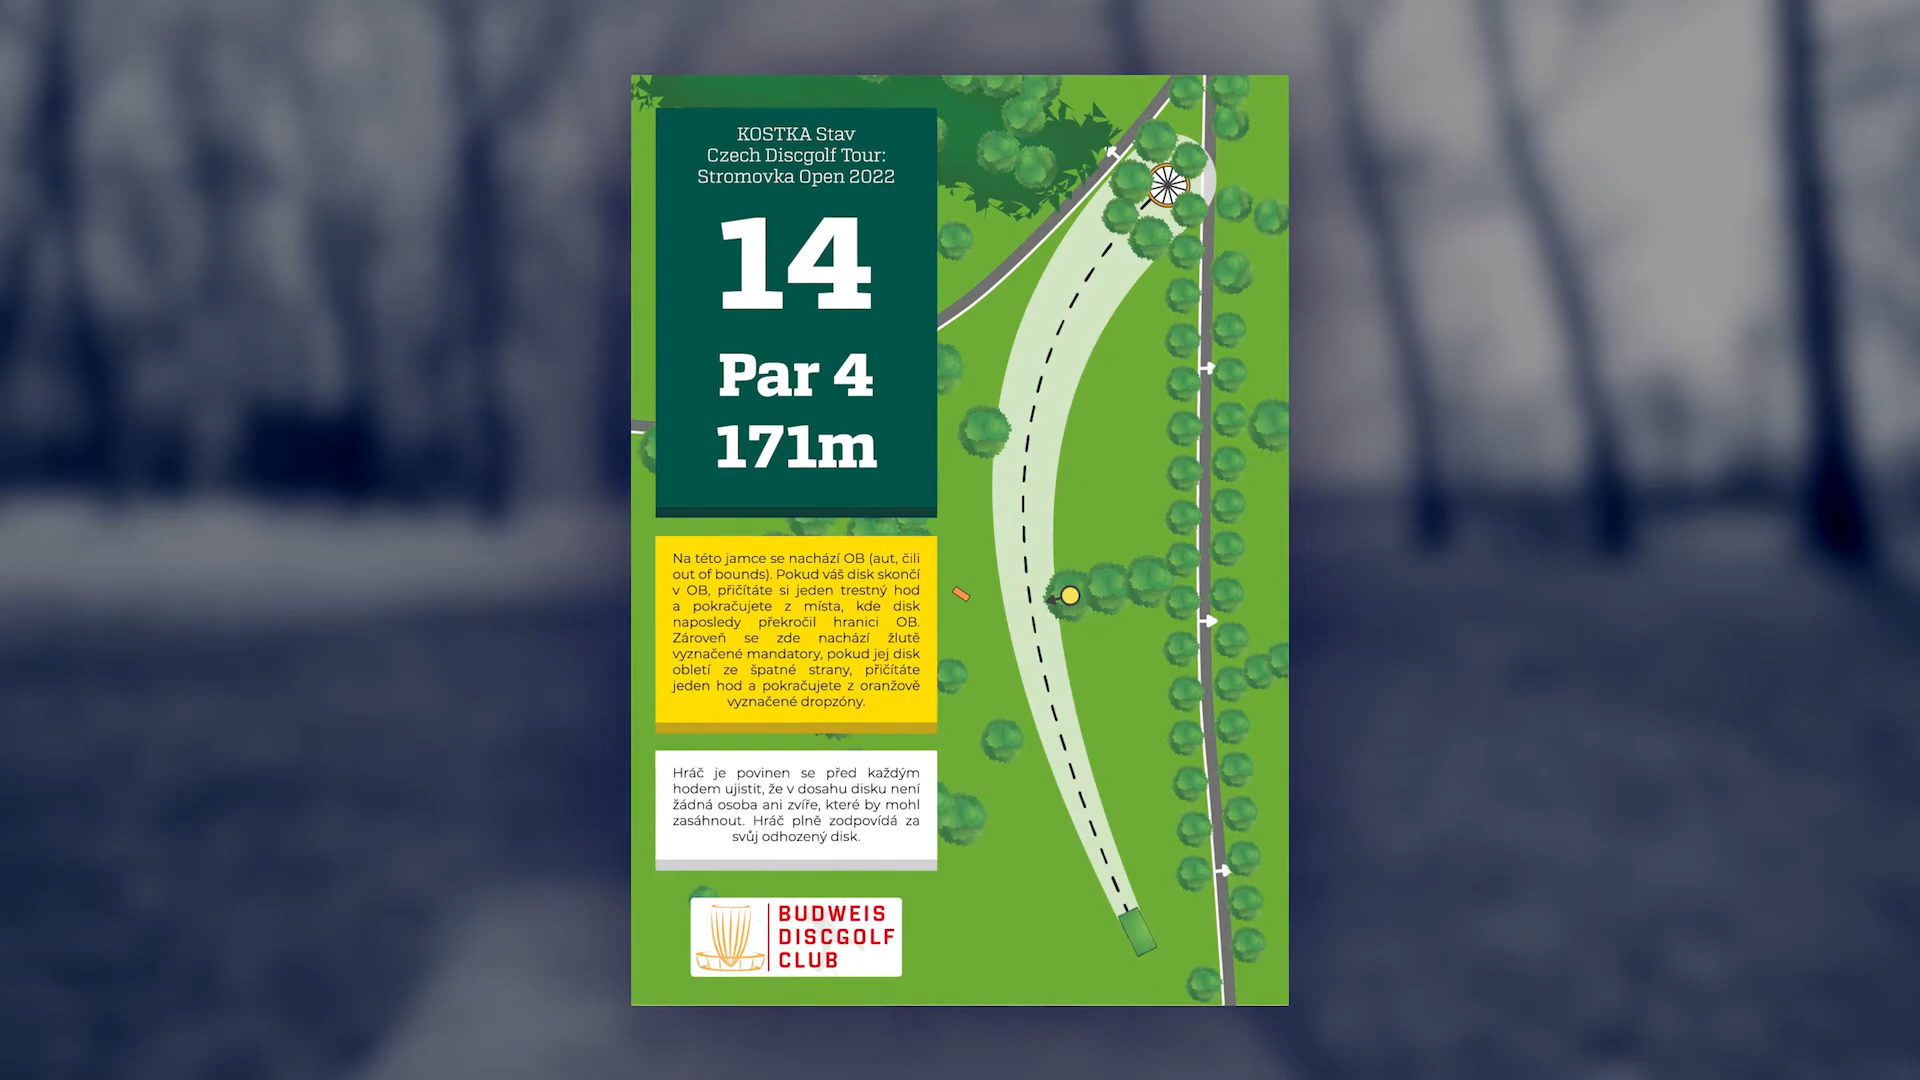 KOSTKA Stav
Czech Discgolf Tour:
Stromovka Open 2022
14
Par 4
171m
Na této jamce se nachází OB (aut, čili
out of bounds). Pokud váš disk skončí
v OB, přičítáte si jeden trestný hod
a pokračujete z místa, kde disk
naposledy překročil hranici OB.
Zároveň se zde nachází žlutě
vyznačené mandatory, pokud jej disk
obletí ze špatné strany, přičítáte
jeden hod a pokračujete z oranžově
vyznačené dropzóny.
Hráč je povinen se před každým
hodem ujistit, že v dosahu disku není
žádná osoba ani zvíře, které by mohl
zasáhnout. Hráč plně zodpovídá za
svůj odhozený disk.
BUDWEIS
DISCGOLF
CLUB